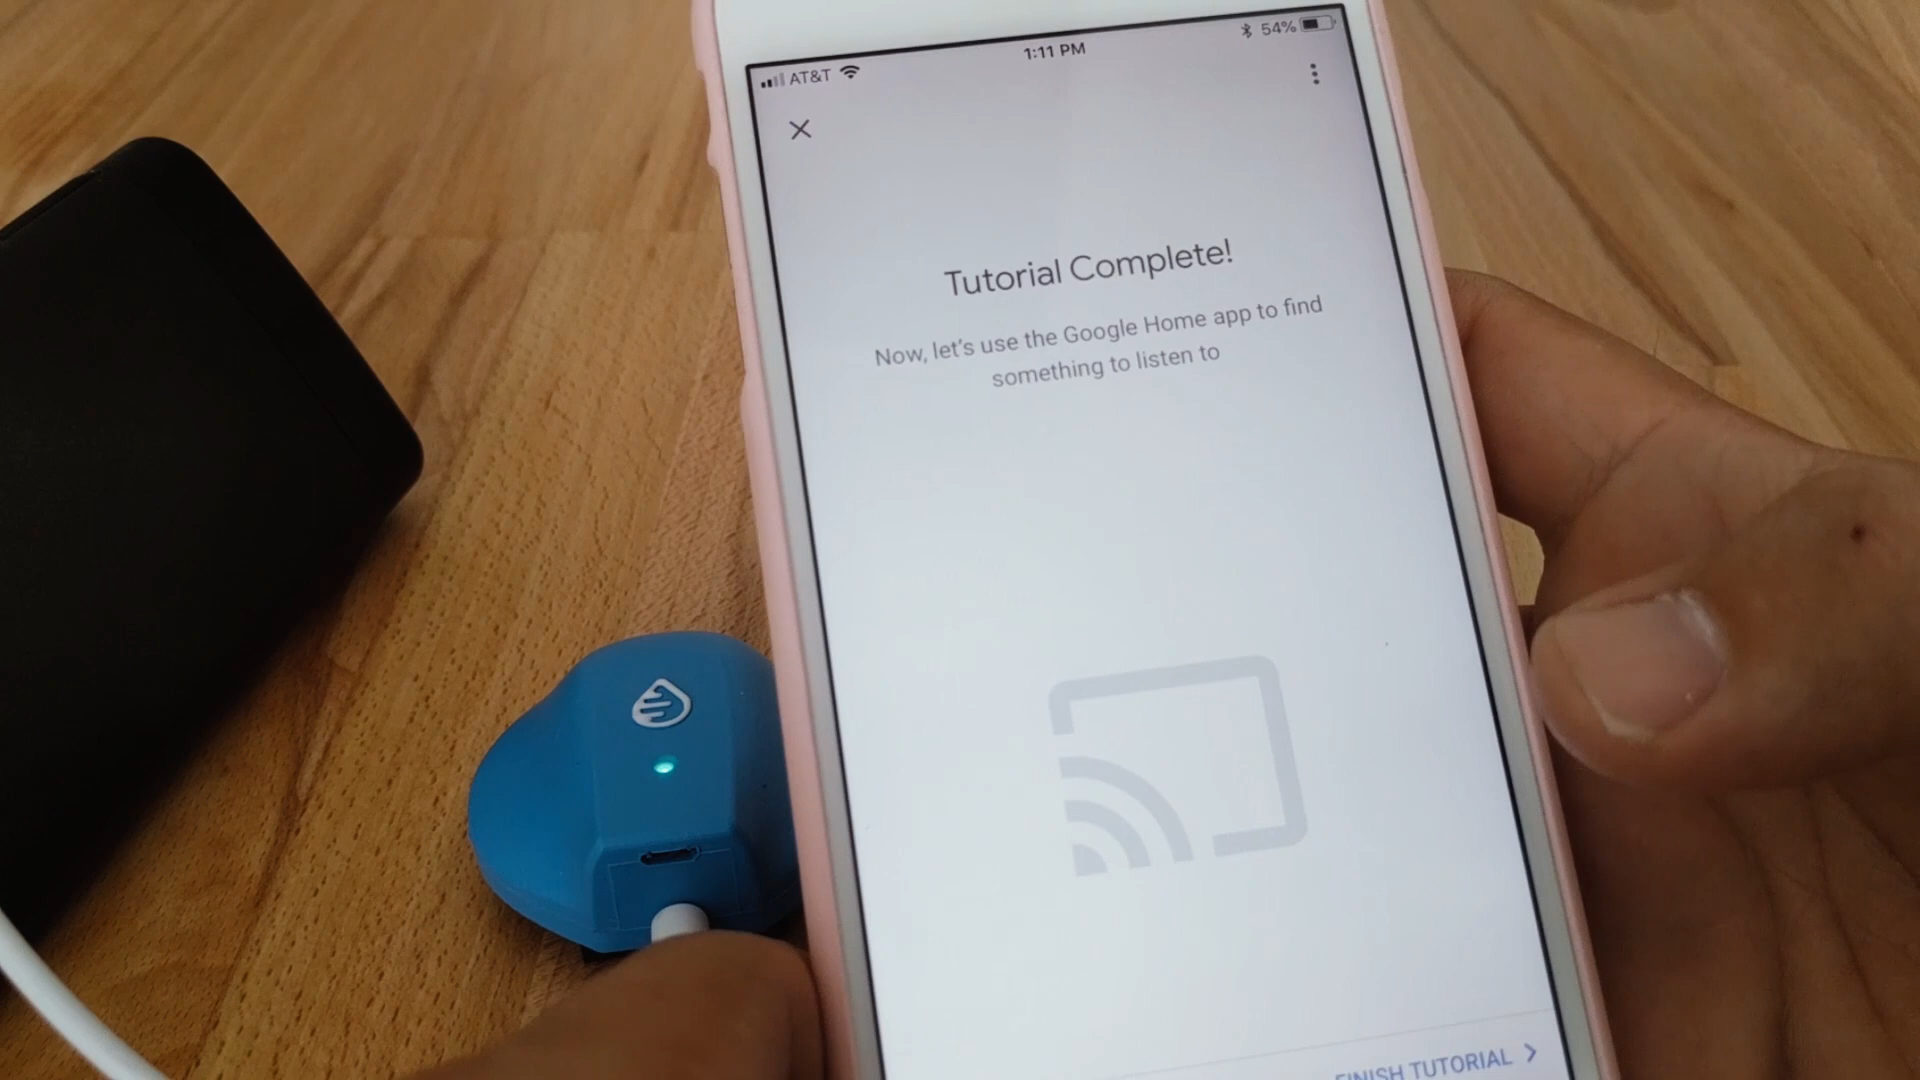 AT&T
1:11 PM
54%
Tutorial Complete!
Now, let's use the Google Home app to find
something to listen to
FINISH TUTORIAL